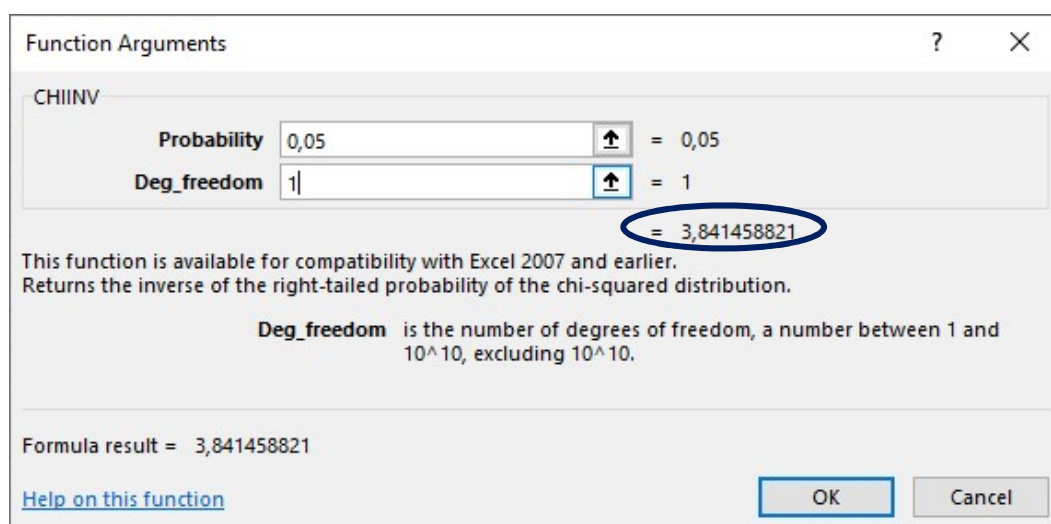 Function Arguments ? ×
CHIINV
Probability 0,05 = 0,05
Deg_freedom 1 = 1
= 3,841458821
This function is available for compatibility with Excel 2007 and earlier.
Returns the inverse of the right-tailed probability of the chi-squared distribution.
Deg_freedom is the number of degrees of freedom, a number between 1 and
10^10, excluding 10^10.
Formula result = 3,841458821
Help on this function OK Cancel